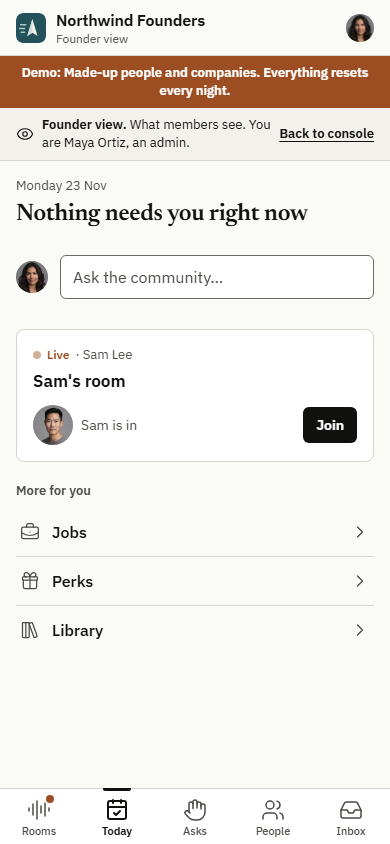 Northwind Founders
Founder view
Demo: Made-up people and companies. Everything resets
every night.
Founder view. What members see. You
are Maya Ortiz, an admin.
Back to console
Monday 23 Nov
Nothing needs you right now
Ask the community...
Live · Sam Lee
Sam's room
Sam is in
Join
More for you
Jobs
Perks
Library
Rooms
Today
Asks
People
Inbox